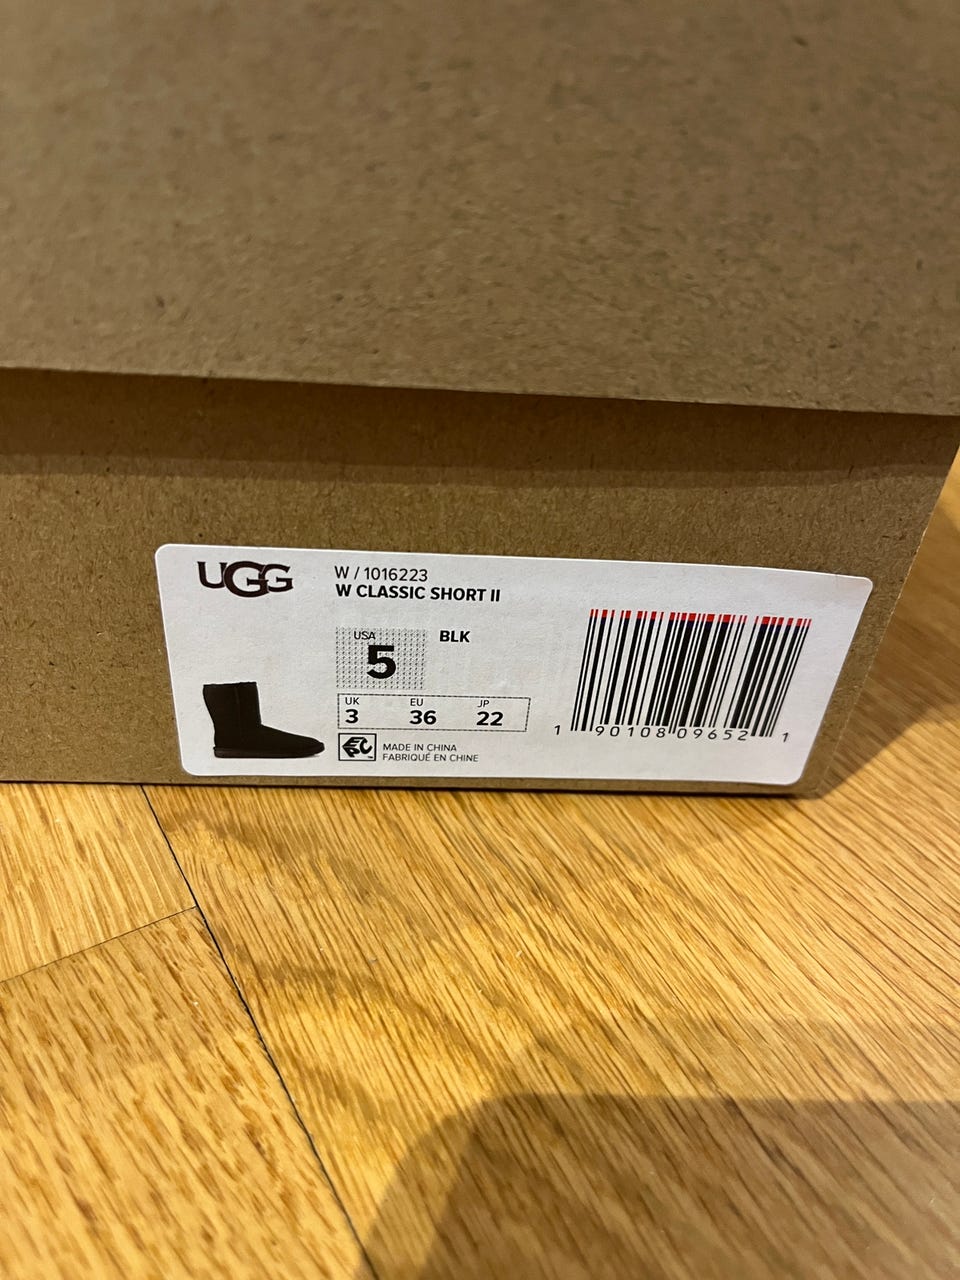 UGG
W / 1016223
W CLASSIC SHORT II
USA
5
BLK
UK EU JP
3 36 22
MADE IN CHINA
FABRIQUÉ EN CHINE
1 90108 09652 1